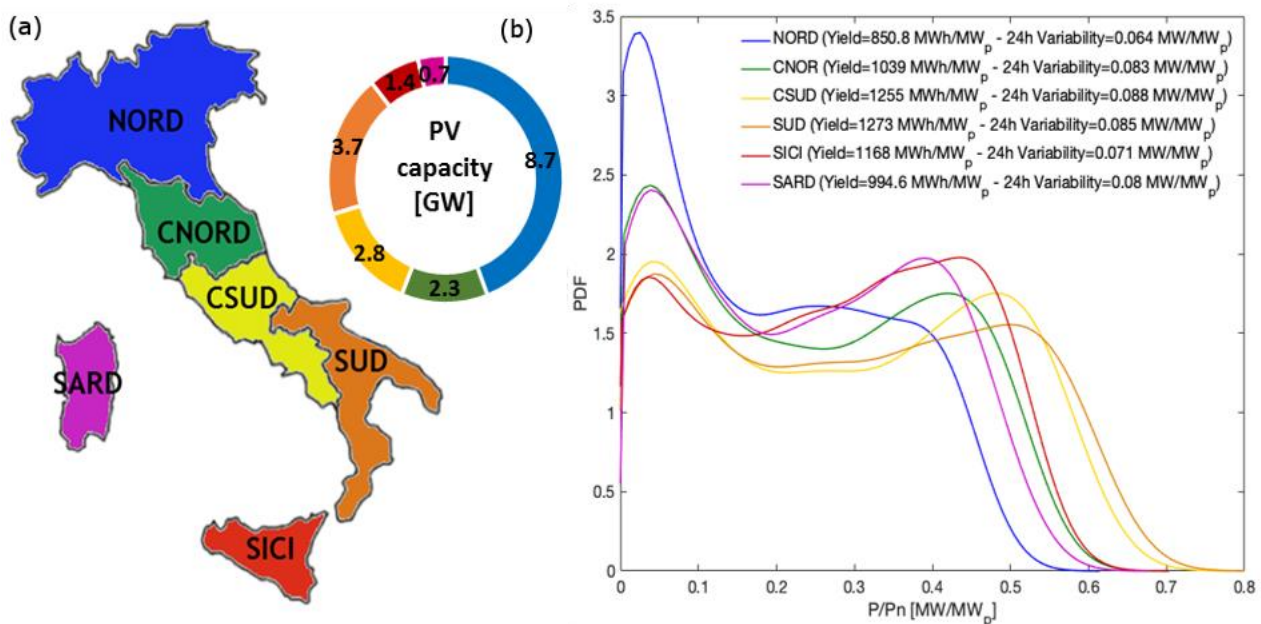 (a)
NORD
CNORD
CSUD
SUD
SARD
SICI
0.7
1.4
3.7
8.7
2.8
2.3
PV
capacity
[GW]
(b)
NORD (Yield=850.8 MWh/MWp - 24h Variability=0.064 MW/MWp)
CNOR (Yield=1039 MWh/MWp - 24h Variability=0.083 MW/MWp)
CSUD (Yield=1255 MWh/MWp - 24h Variability=0.088 MW/MWp)
SUD (Yield=1273 MWh/MWp - 24h Variability=0.085 MW/MWp)
SICI (Yield=1168 MWh/MWp - 24h Variability=0.071 MW/MWp)
SARD (Yield=994.6 MWh/MWp - 24h Variability=0.08 MW/MWp)
3.5
3
2.5
2
1.5
1
0.5
0
PDF
0 0.1 0.2 0.3 0.4 0.5 0.6 0.7 0.8
P/Pn [MW/MWp]